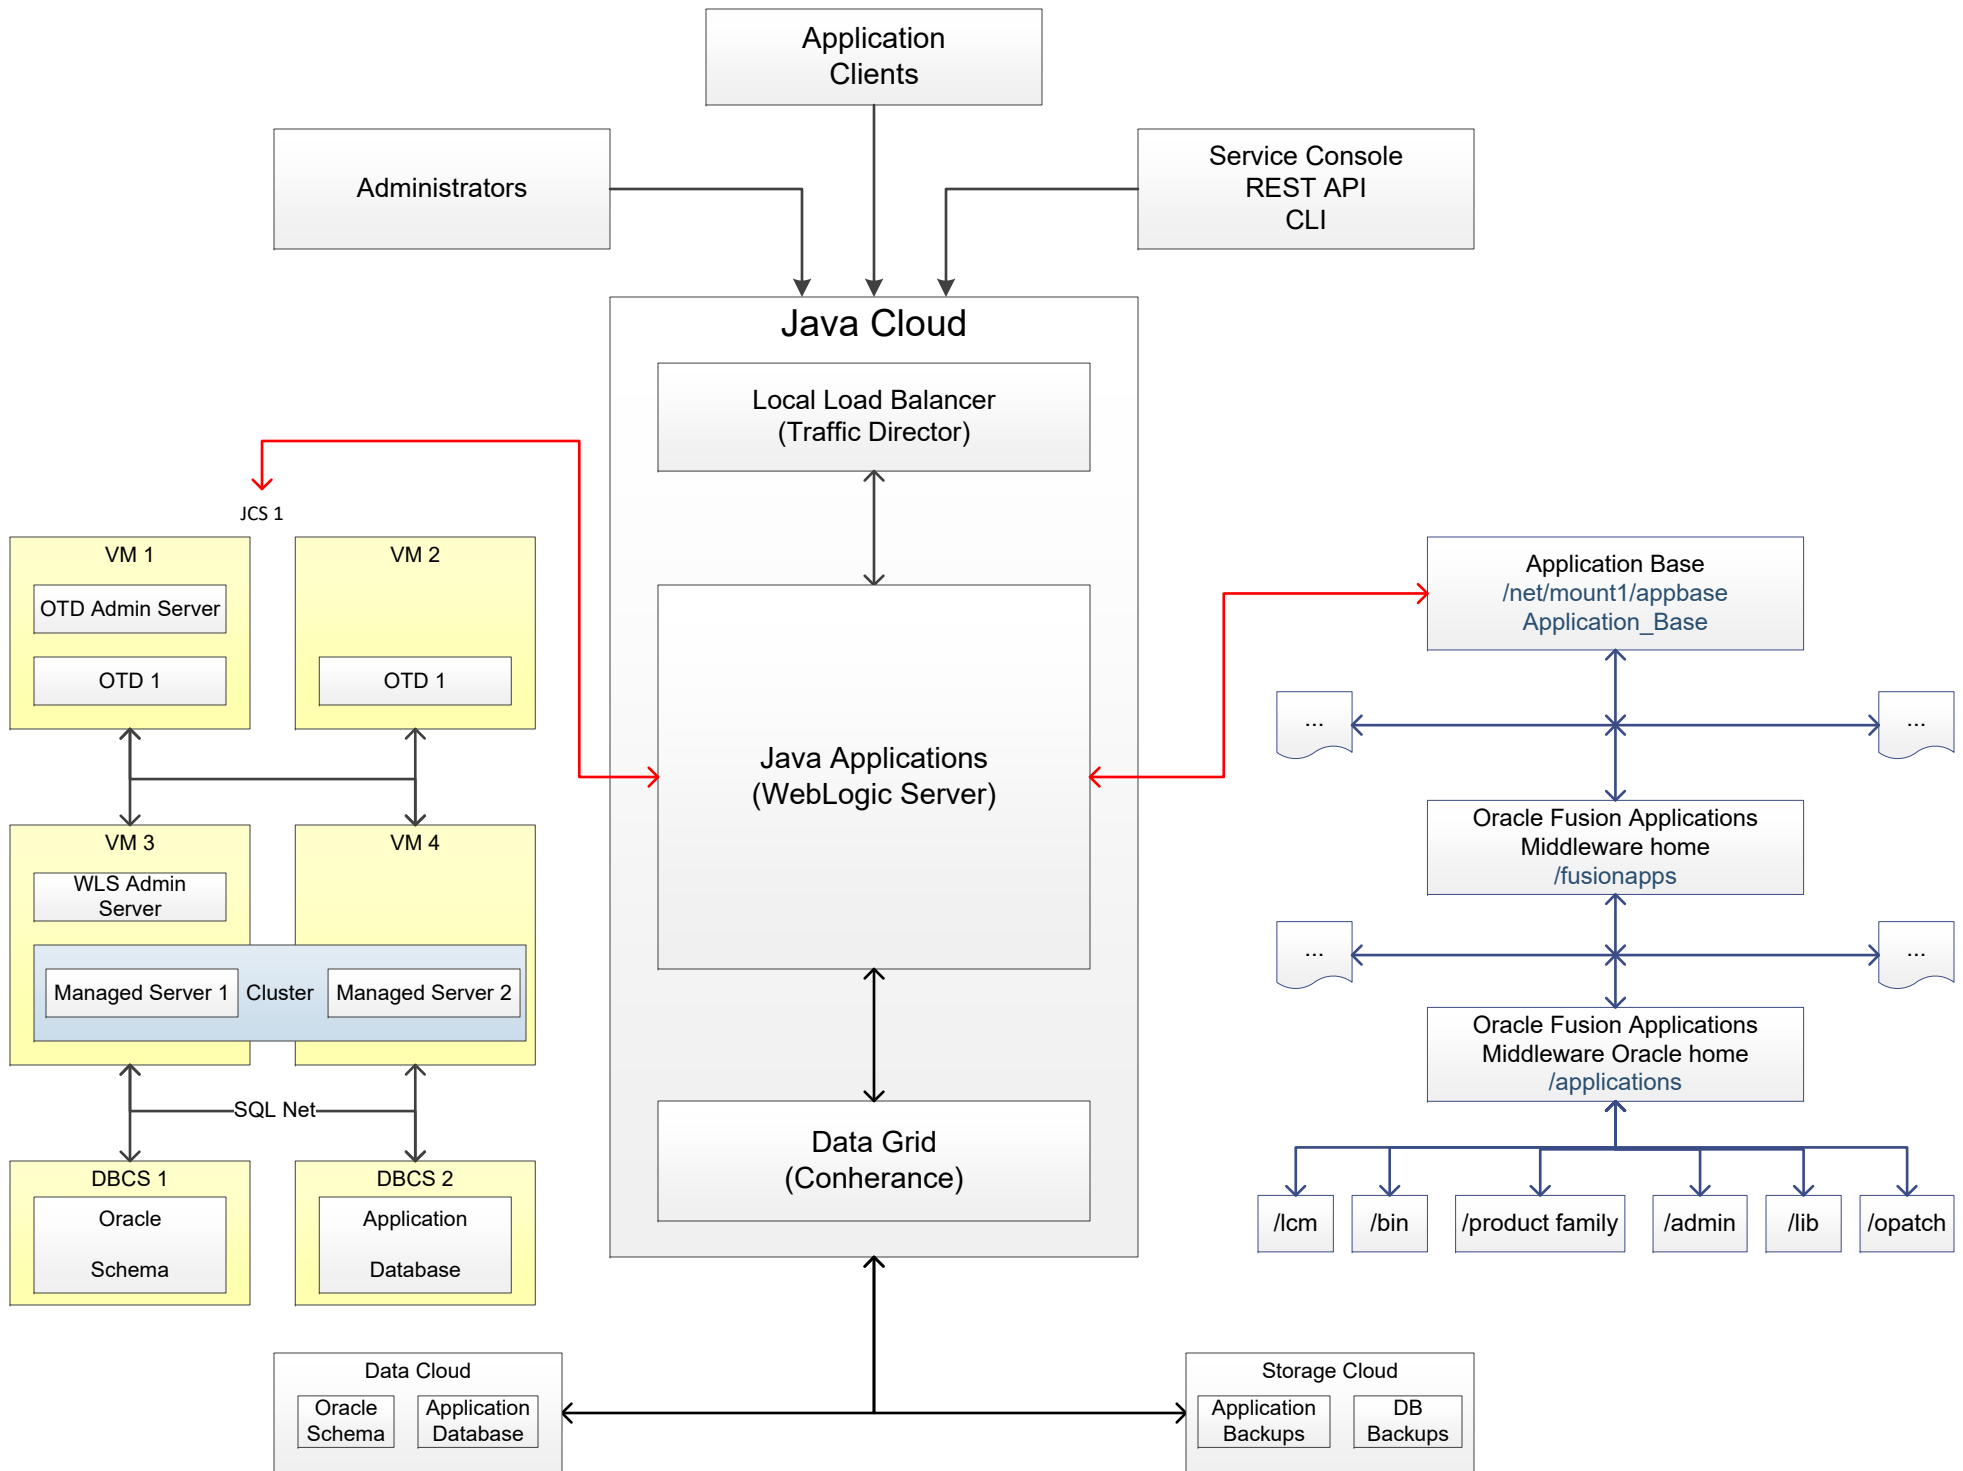 Application
Clients
Administrators
Service Console
REST API
CLI
Java Cloud
Local Load Balancer
(Traffic Director)
Java Applications
(WebLogic Server)
Data Grid
(Conherance)
JCS 1
VM 1
OTD Admin Server
OTD 1
VM 2
OTD 1
VM 3
WLS Admin
Server
VM 4
Managed Server 1
Cluster
Managed Server 2
SQL Net
DBCS 1
Oracle
Schema
DBCS 2
Application
Database
Application Base
/net/mount1/appbase
Application_Base
...
...
Oracle Fusion Applications
Middleware home
/fusionapps
...
...
Oracle Fusion Applications
Middleware Oracle home
/applications
/lcm
/bin
/product family
/admin
/lib
/opatch
Data Cloud
Oracle
Schema
Application
Database
Storage Cloud
Application
Backups
DB
Backups